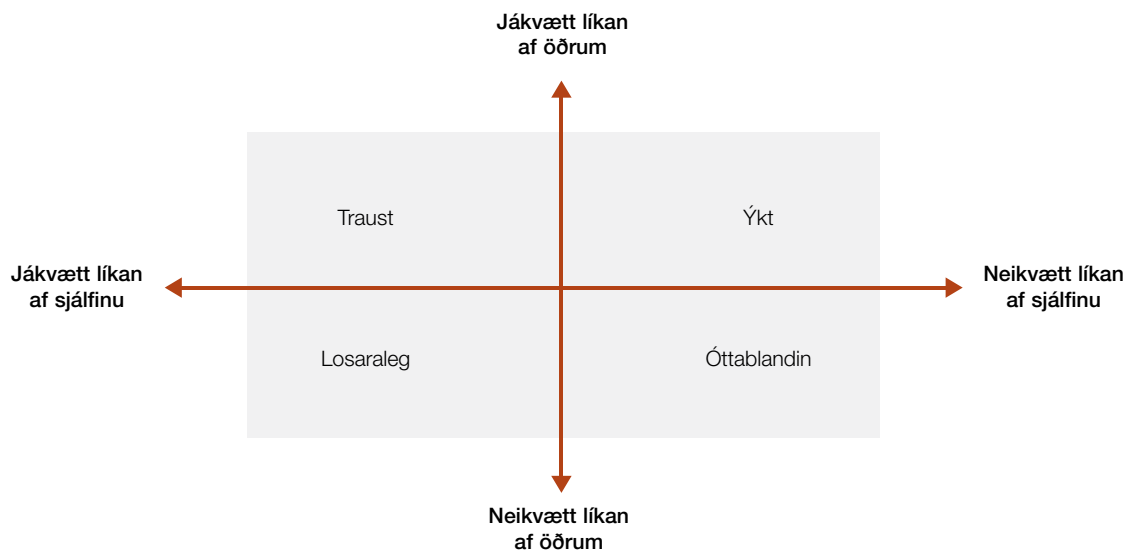 Jákvætt líkan
af öðrum
Traust
Ýkt
Jákvætt líkan
af sjálfinu
Neikvætt líkan
af sjálfinu
Losaraleg
Óttablandin
Neikvætt líkan
af öðrum